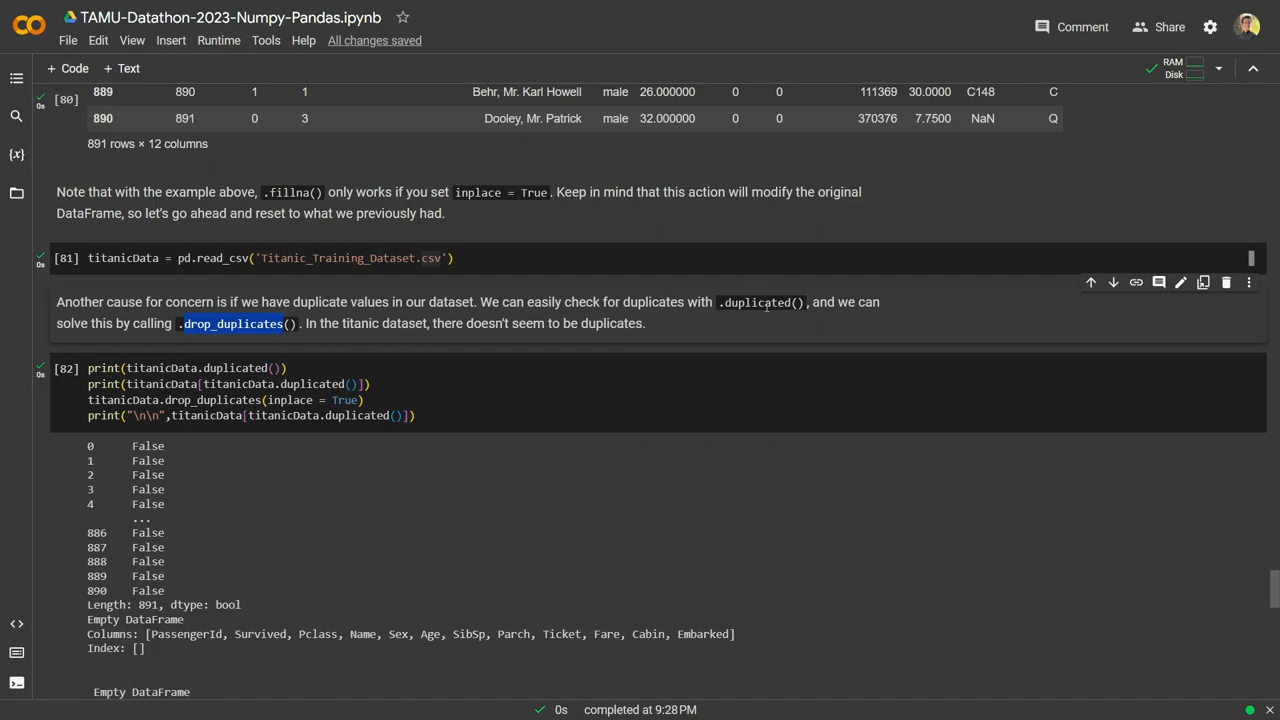 TAMU-Datathon-2023-Numpy-Pandas.ipynb
File Edit View Insert Runtime Tools Help All changes saved
Comment Share
+ Code + Text
RAM
Disk
[80]
0s
889 890 1 1 Behr, Mr. Karl Howell male 26.000000 0 0 111369 30.0000 C148 C
890 891 0 3 Dooley, Mr. Patrick male 32.000000 0 0 370376 7.7500 NaN Q
891 rows × 12 columns
Note that with the example above, .fillna() only works if you set inplace = True. Keep in mind that this action will modify the original
DataFrame, so let's go ahead and reset to what we previously had.
[81] titanicData = pd.read_csv('Titanic_Training_Dataset.csv')
0s
Another cause for concern is if we have duplicate values in our dataset. We can easily check for duplicates with .duplicated(), and we can
solve this by calling .drop_duplicates(). In the titanic dataset, there doesn't seem to be duplicates.
[82] print(titanicData.duplicated())
0s
print(titanicData[titanicData.duplicated()])
titanicData.drop_duplicates(inplace = True)
print("\n\n",titanicData[titanicData.duplicated()])
0 False
1 False
2 False
3 False
4 False
...
886 False
887 False
888 False
889 False
890 False
Length: 891, dtype: bool
Empty DataFrame
Columns: [PassengerId, Survived, Pclass, Name, Sex, Age, SibSp, Parch, Ticket, Fare, Cabin, Embarked]
Index: []
Empty DataFrame
0s completed at 9:28 PM